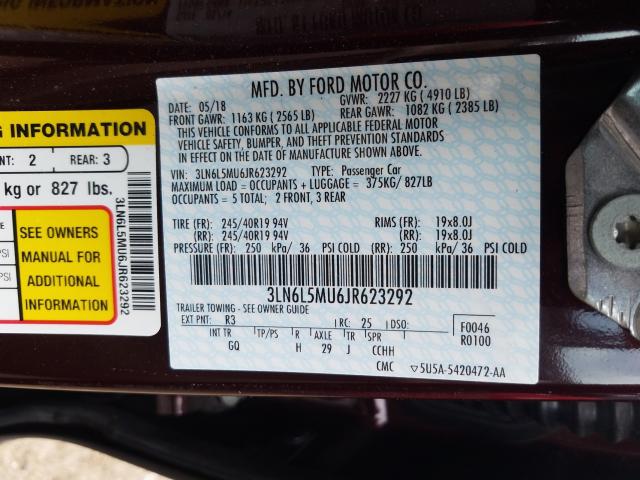 MFD. BY FORD MOTOR CO.
DATE: 05/18 GVWR: 2227 KG ( 4910 LB)
FRONT GAWR: 1163 KG ( 2565 LB) REAR GAWR: 1082 KG ( 2385 LB)
THIS VEHICLE CONFORMS TO ALL APPLICABLE FEDERAL MOTOR
VEHICLE SAFETY, BUMPER, AND THEFT PREVENTION STANDARDS
IN EFFECT ON THE DATE OF MANUFACTURE SHOWN ABOVE.
VIN: 3LN6L5MU6JR623292 TYPE: Passenger Car
MAXIMUM LOAD = OCCUPANTS + LUGGAGE = 375KG/ 827LB
OCCUPANTS = 5 TOTAL; 2 FRONT, 3 REAR
TIRE (FR): 245/40R19 94V RIMS (FR): 19x8.0J
(RR): 245/40R19 94V (RR): 19x8.0J
PRESSURE (FR): 250 kPa/ 36 PSI COLD (RR): 250 kPa/ 36 PSI COLD
3LN6L5MU6JR623292
TRAILER TOWING - SEE OWNER GUIDE
EXT PNT: R3 RC: 25 DSO:
INT TR TP/PS R AXLE TR SPR
GQ H 29 J CCHH
F0046
R0100
CMC 5U5A-5420472-AA
G INFORMATION
NT: 2 REAR: 3
kg or 827 lbs.
SEE OWNERS
MANUAL FOR
ADDITIONAL
INFORMATION
PSI
PSI
3LN6L5MU6JR623292